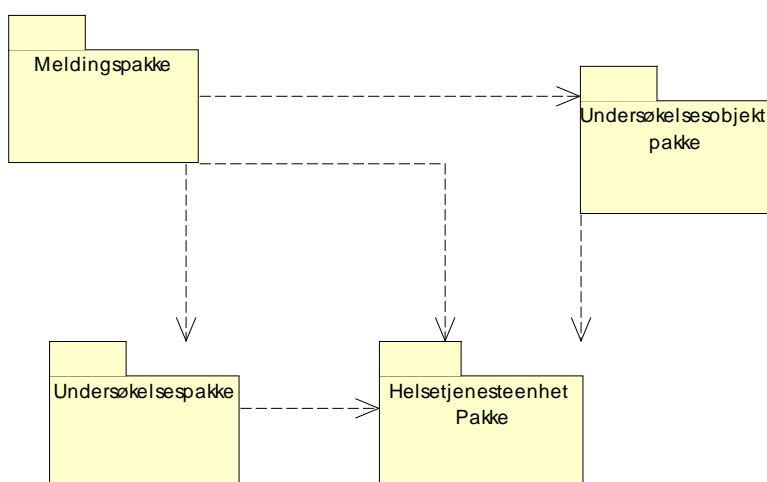 Meldingspakke
Undersøkelsesobjekt
pakke
Undersøkelsespakke
Helsetjenesteenhet
Pakke